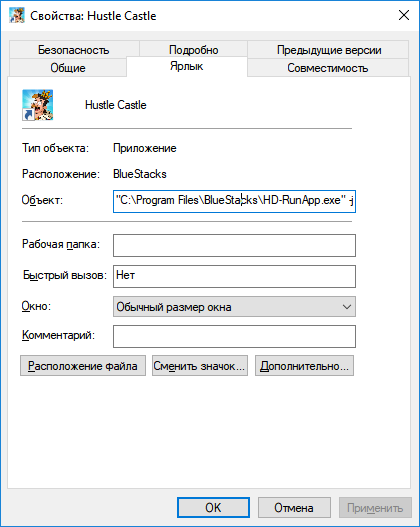 Свойства: Hustle Castle
Безопасность Подробно Предыдущие версии
Общие Ярлык Совместимость
Hustle Castle
Тип объекта: Приложение
Расположение: BlueStacks
Объект: "C:\Program Files\BlueStacks\HD-RunApp.exe" -j
Рабочая папка:
Быстрый вызов: Нет
Окно: Обычный размер окна
Комментарий:
Расположение файла Сменить значок... Дополнительно...
OK Отмена Применить